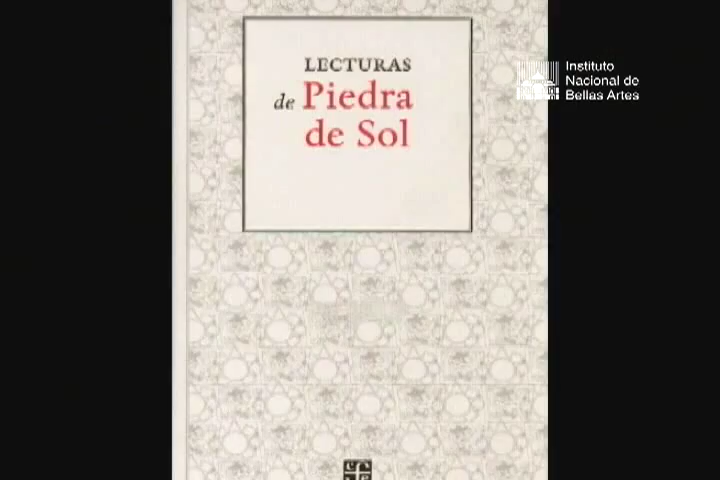 LECTURAS
de Piedra
de Sol
Instituto
Nacional de
Bellas Artes